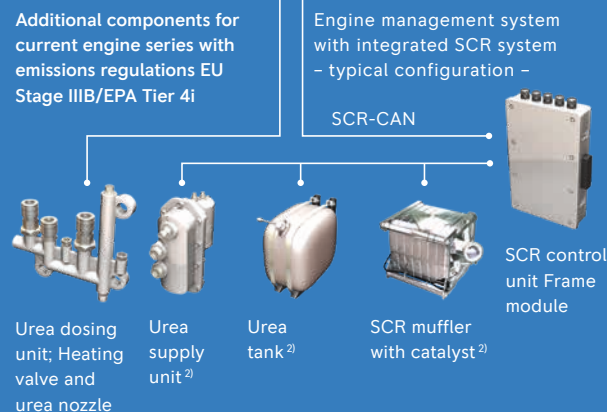 Additional components for
current engine series with
emissions regulations EU
Stage IIIB/EPA Tier 4i
Engine management system
with integrated SCR system
– typical configuration –
SCR-CAN
SCR control
unit Frame
module
Urea dosing
unit; Heating
valve and
urea nozzle
Urea
supply
unit 2)
Urea
tank 2)
SCR muffler
with catalyst 2)